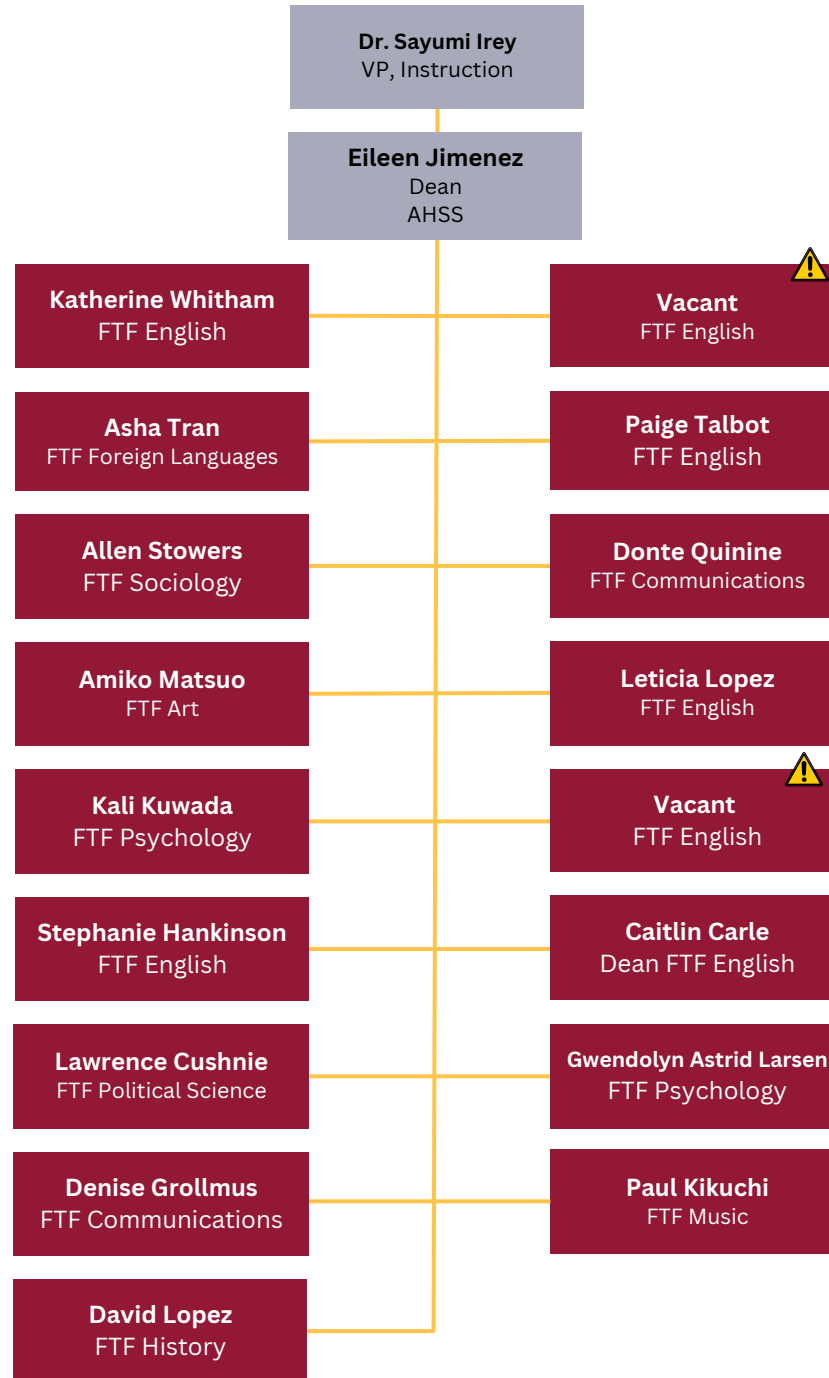 Dr. Sayumi Irey
VP, Instruction
Eileen Jimenez
Dean
AHSS
Katherine Whitham
FTF English
Vacant
FTF English
Asha Tran
FTF Foreign Languages
Paige Talbot
FTF English
Allen Stowers
FTF Sociology
Donte Quinine
FTF Communications
Amiko Matsuo
FTF Art
Leticia Lopez
FTF English
Kali Kuwada
FTF Psychology
Vacant
FTF English
Stephanie Hankinson
FTF English
Caitlin Carle
Dean FTF English
Lawrence Cushnie
FTF Political Science
Gwendolyn Astrid Larsen
FTF Psychology
Denise Grollmus
FTF Communications
Paul Kikuchi
FTF Music
David Lopez
FTF History